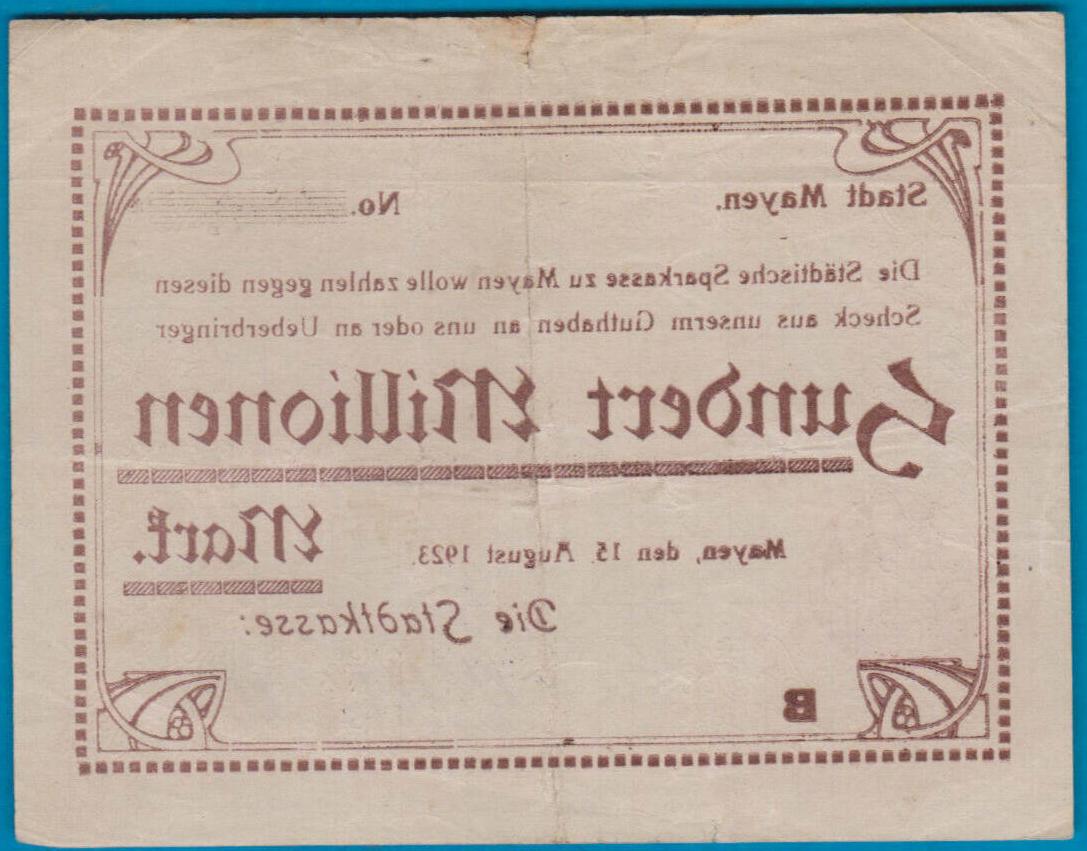 Stadt Mayen. No.
Die Städtische Sparkasse zu Mayen wolle zahlen gegen diesen
Scheck aus unserm Guthaben an uns oder an Ueberbringer
Hundert Millionen
Mark.
Mayen, den 15. August 1923.
Die Stadtkasse:
B